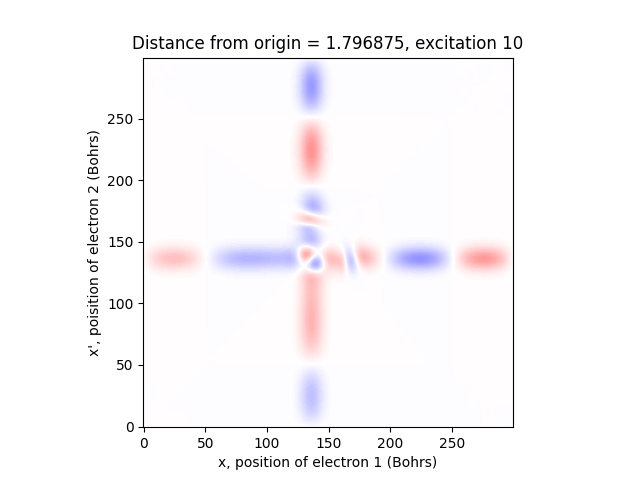 Distance from origin = 1.796875, excitation 10
x', poisition of electron 2 (Bohrs)
250
200
150
100
50
0
0 50 100 150 200 250
x, position of electron 1 (Bohrs)